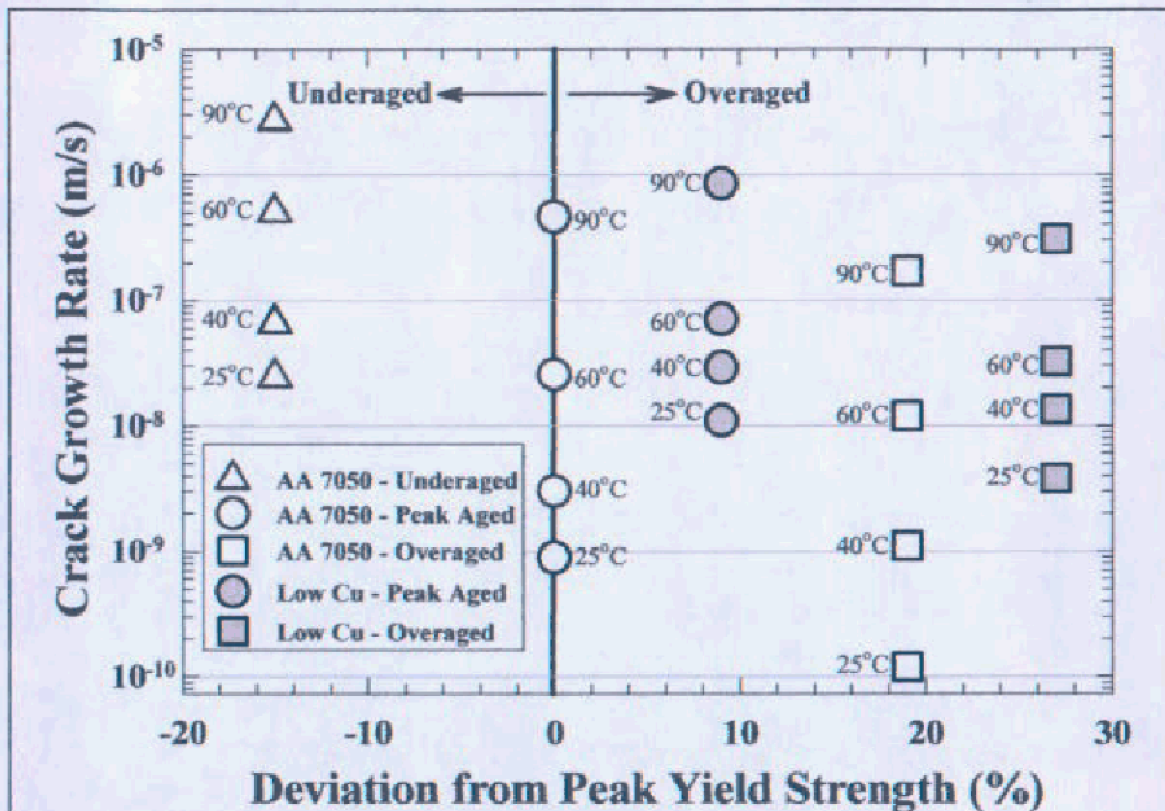 10⁻⁵
Underaged
Overaged
90°C
10⁻⁶
90°C
60°C
90°C
90°C
90°C
10⁻⁷
40°C
60°C
25°C
60°C
40°C
60°C
60°C
40°C
25°C
10⁻⁸
25°C
AA 7050 - Underaged
40°C
AA 7050 - Peak Aged
10⁻⁹
25°C
40°C
AA 7050 - Overaged
Low Cu - Peak Aged
Low Cu - Overaged
10⁻¹⁰
25°C
-20 -10 0 10 20 30
Crack Growth Rate (m/s)
Deviation from Peak Yield Strength (%)